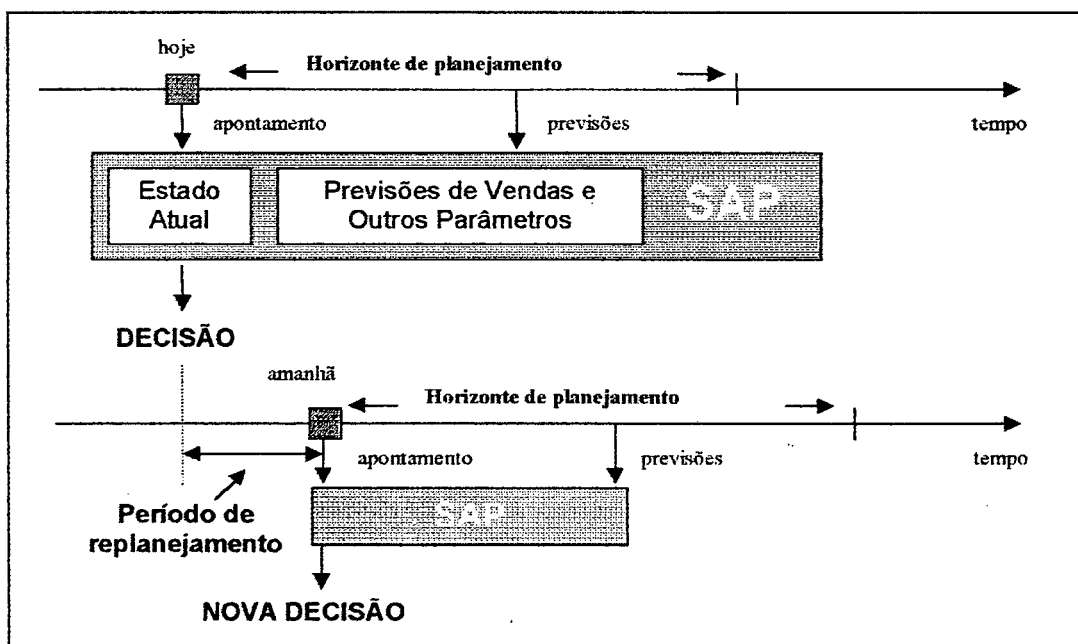 hoje
Horizonte de planejamento
apontamento
previsões
tempo
Estado
Atual
Previsões de Vendas e
Outros Parâmetros
SAP
DECISÃO
amanhã
Horizonte de planejamento
apontamento
previsões
tempo
Período de
replanejamento
SAP
NOVA DECISÃO